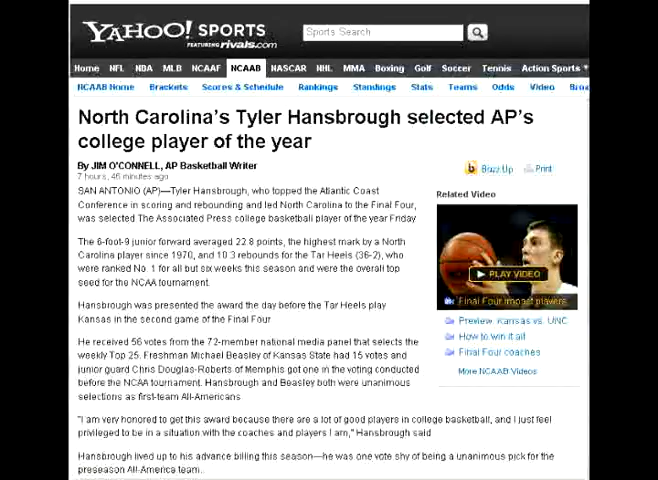 YAHOO! SPORTS
FEATURING rivals.com
Sports Search
Home NFL NBA MLB NCAAF NCAAB NASCAR NHL MMA Boxing Golf Soccer Tennis Action Sports
NCAAB Home Brackets Scores & Schedule Rankings Standings Stats Teams Odds Video
North Carolina's Tyler Hansbrough selected AP's
college player of the year
By JIM O'CONNELL, AP Basketball Writer
7 hours, 46 minutes ago
Buzz Up Print
SAN ANTONIO (AP)—Tyler Hansbrough, who topped the Atlantic Coast
Conference in scoring and rebounding and led North Carolina to the Final Four,
was selected The Associated Press college basketball player of the year Friday
The 6-foot-9 junior forward averaged 22.8 points, the highest mark by a North
Carolina player since 1970, and 10.3 rebounds for the Tar Heels (36-2), who
were ranked No. 1 for all but six weeks this season and were the overall top
seed for the NCAA tournament.
Hansbrough was presented the award the day before the Tar Heels play
Kansas in the second game of the Final Four
He received 56 votes from the 72-member national media panel that selects the
weekly Top 25. Freshman Michael Beasley of Kansas State had 15 votes and
junior guard Chris Douglas-Roberts of Memphis got one in the voting conducted
before the NCAA tournament. Hansbrough and Beasley both were unanimous
selections as first-team All-Americans
Related Video
PLAY VIDEO
Final Four impact players
Preview: Kansas vs. UNC
How to win it all
Final Four coaches
More NCAAB Videos
"I am very honored to get this award because there are a lot of good players in college basketball, and I just feel
privileged to be in a situation with the coaches and players I am," Hansbrough said
Hansbrough lived up to his advance billing this season—he was one vote shy of being a unanimous pick for the
preseason All-America team.